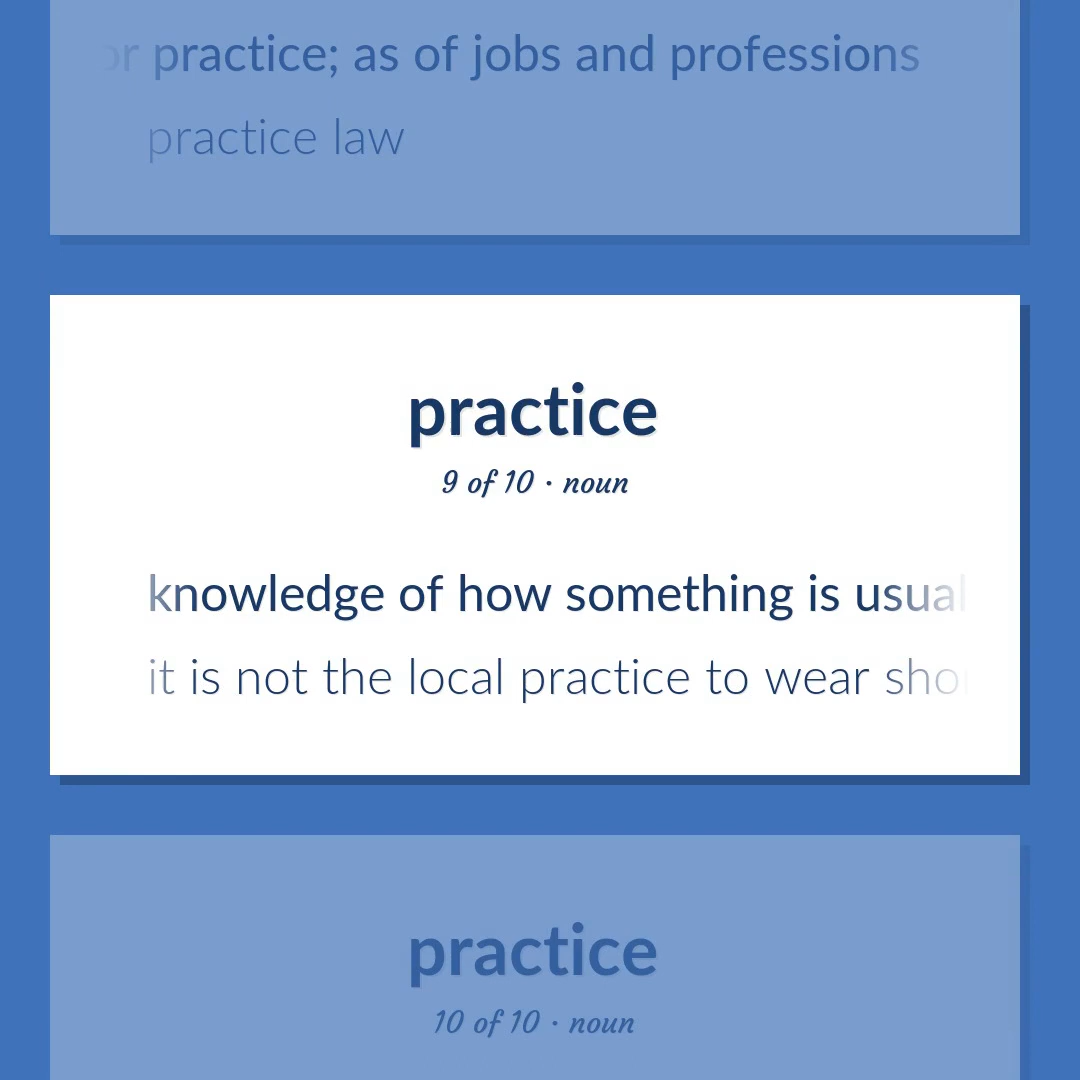 or practice; as of jobs and professions
practice law
practice
9 of 10 · noun
knowledge of how something is usual
it is not the local practice to wear
practice
10 of 10 · noun